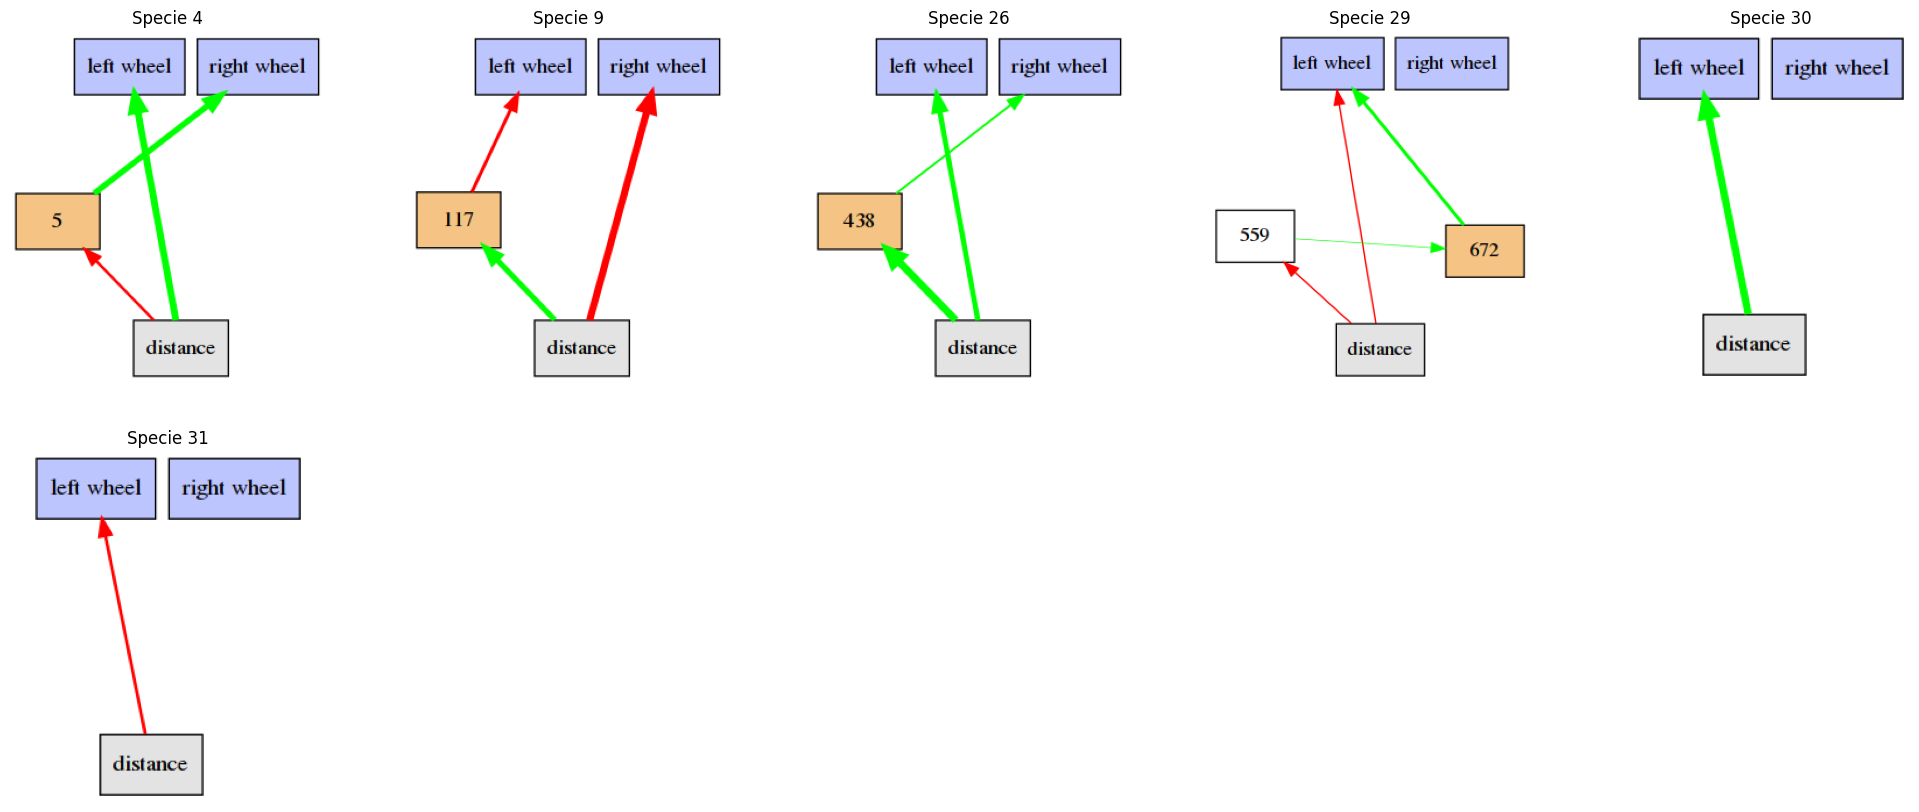 Specie 4
left wheel right wheel
5
distance
Specie 9
left wheel right wheel
117
distance
Specie 26
left wheel right wheel
438
distance
Specie 29
left wheel right wheel
559
672
distance
Specie 30
left wheel right wheel
distance
Specie 31
left wheel right wheel
distance